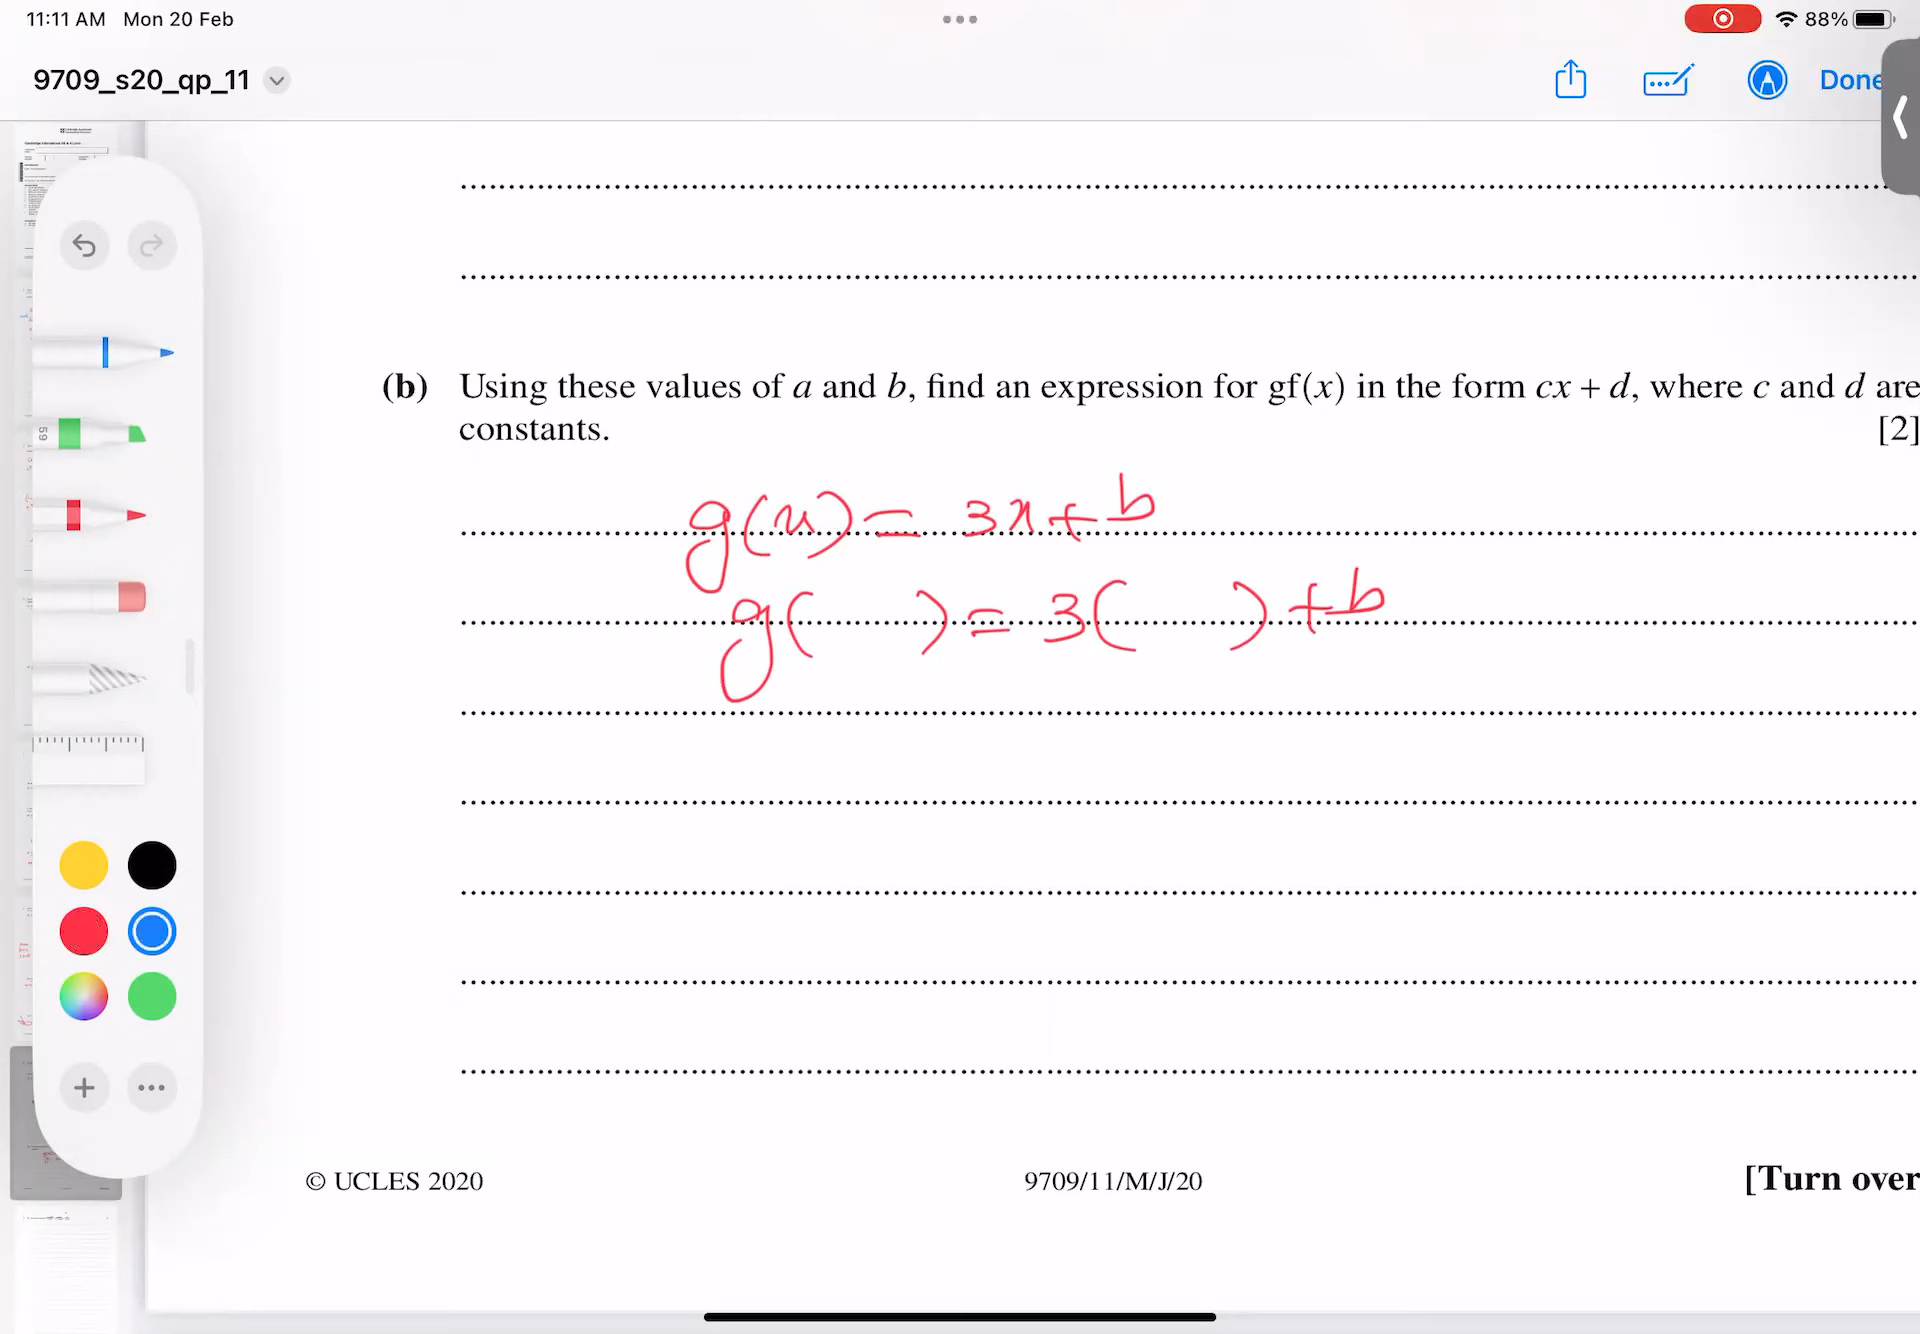 11:11 AM Mon 20 Feb
88%
9709_s20_qp_11
Done
(b) Using these values of a and b, find an expression for gf(x) in the form cx + d, where c and d are
constants. [2]
g(x) = 3x + b
g( ) = 3( ) + b
59
© UCLES 2020 9709/11/M/J/20 [Turn over